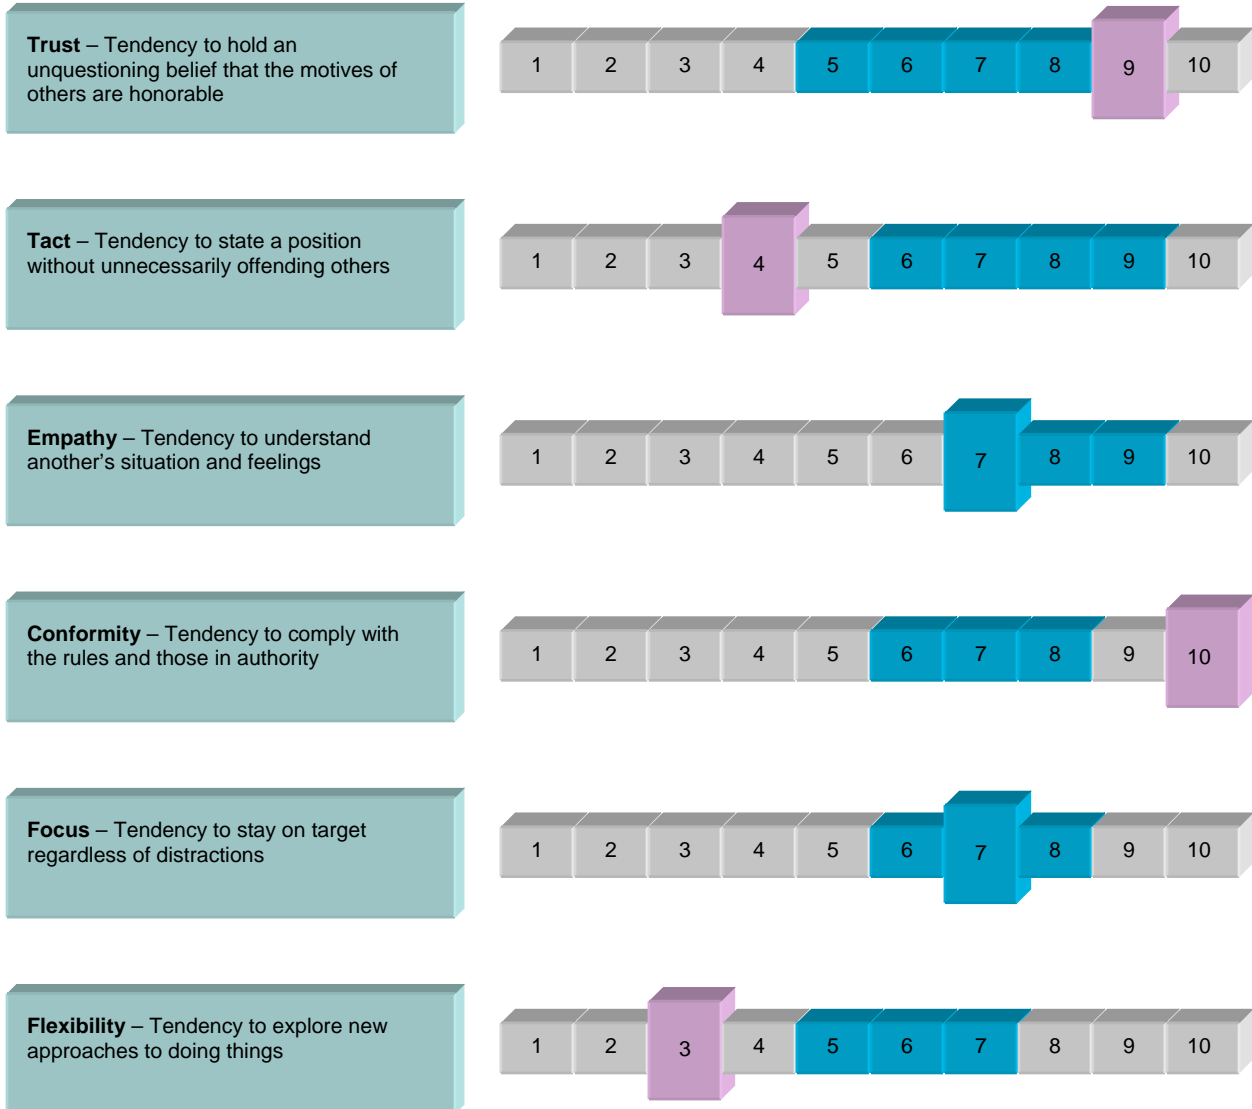 Trust – Tendency to hold an
unquestioning belief that the motives of
others are honorable
1 2 3 4 5 6 7 8 9 10
Tact – Tendency to state a position
without unnecessarily offending others
1 2 3 4 5 6 7 8 9 10
Empathy – Tendency to understand
another’s situation and feelings
1 2 3 4 5 6 7 8 9 10
Conformity – Tendency to comply with
the rules and those in authority
1 2 3 4 5 6 7 8 9 10
Focus – Tendency to stay on target
regardless of distractions
1 2 3 4 5 6 7 8 9 10
Flexibility – Tendency to explore new
approaches to doing things
1 2 3 4 5 6 7 8 9 10